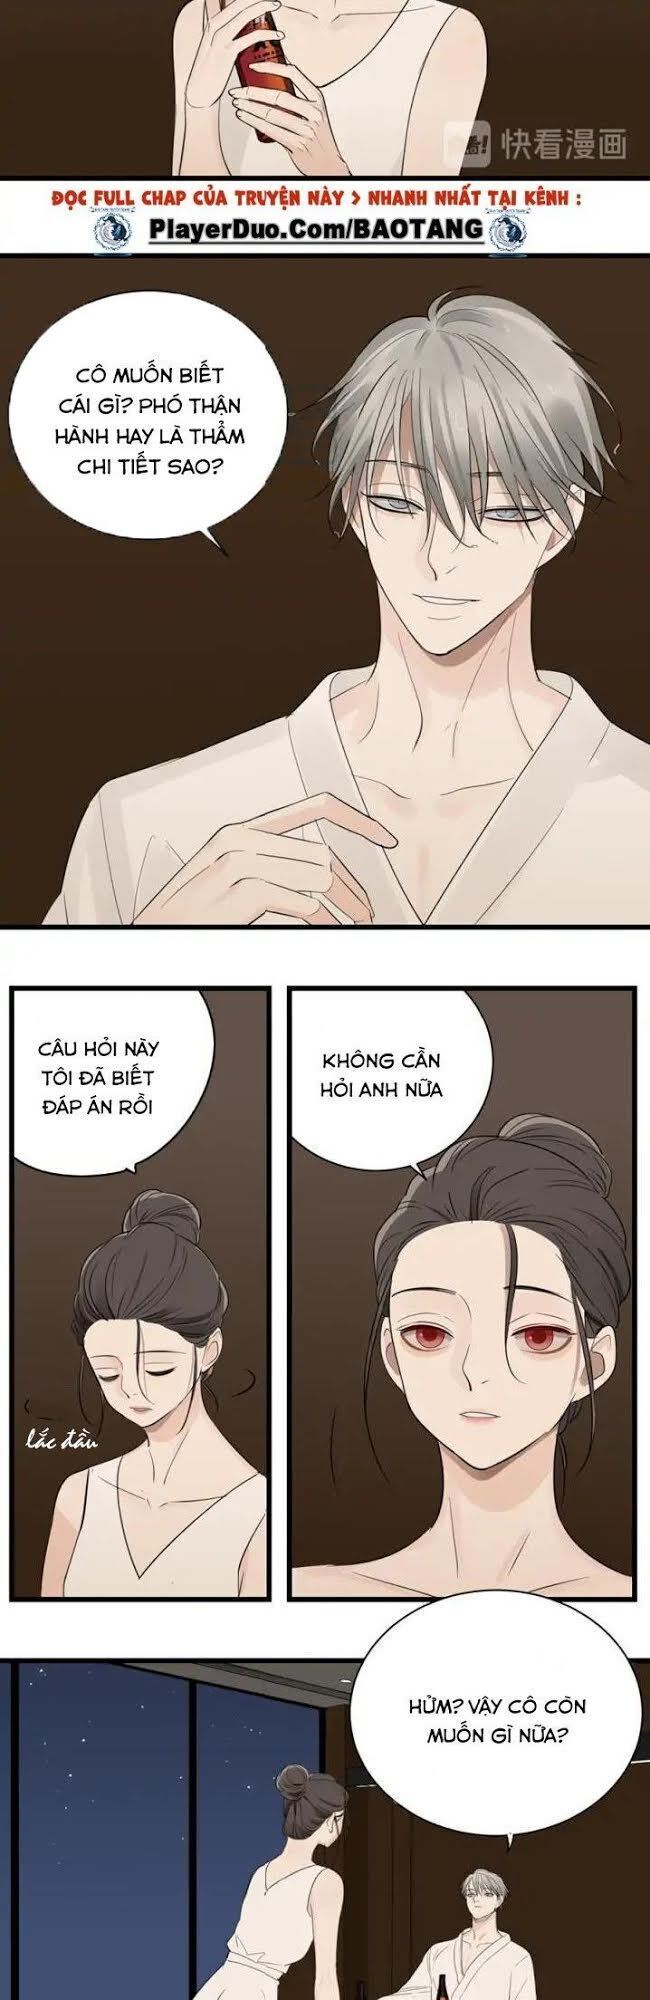 快看漫画
ĐỌC FULL CHAP CỦA TRUYỆN NÀY > NHANH NHẤT TẠI KÊNH :
PlayerDuo.Com/BAOTANG
CÔ MUỐN BIẾT
CÁI GÌ? PHÓ THẬN
HÀNH HAY LÀ THẨM
CHI TIẾT SAO?
CÂU HỎI NÀY
TÔI ĐÃ BIẾT
ĐÁP ÁN RỒI
KHÔNG CẦN
HỎI ANH NỮA
lắc đầu
HỬM? VẬY CÔ CÒN
MUỐN GÌ NỮA?